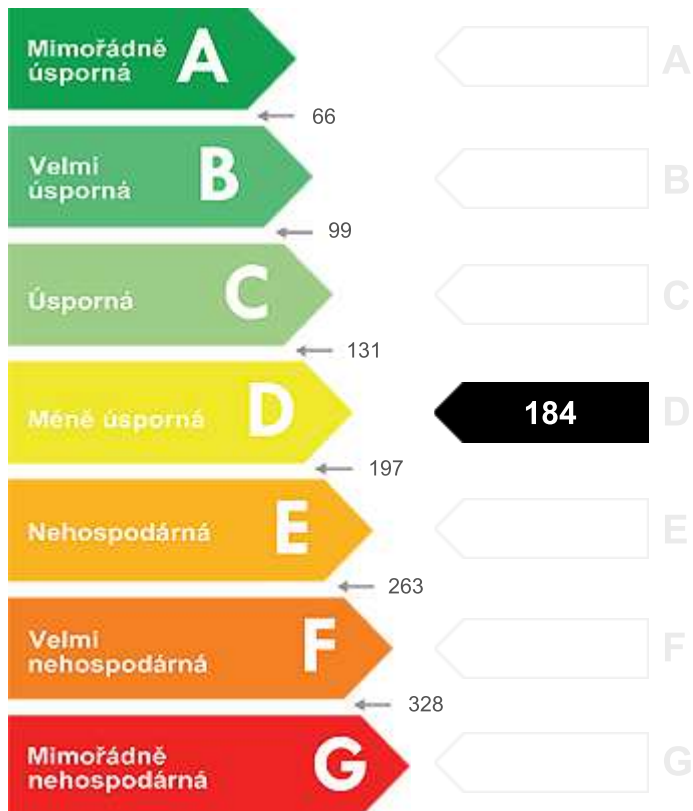 Mimořádně
úsporná
A
A
66
Velmi
úsporná
B
B
99
Úsporná
C
C
131
Méně úsporná
D
184
D
197
Nehospodárná
E
E
263
Velmi
nehospodárná
F
F
328
Mimořádně
nehospodárná
G
G